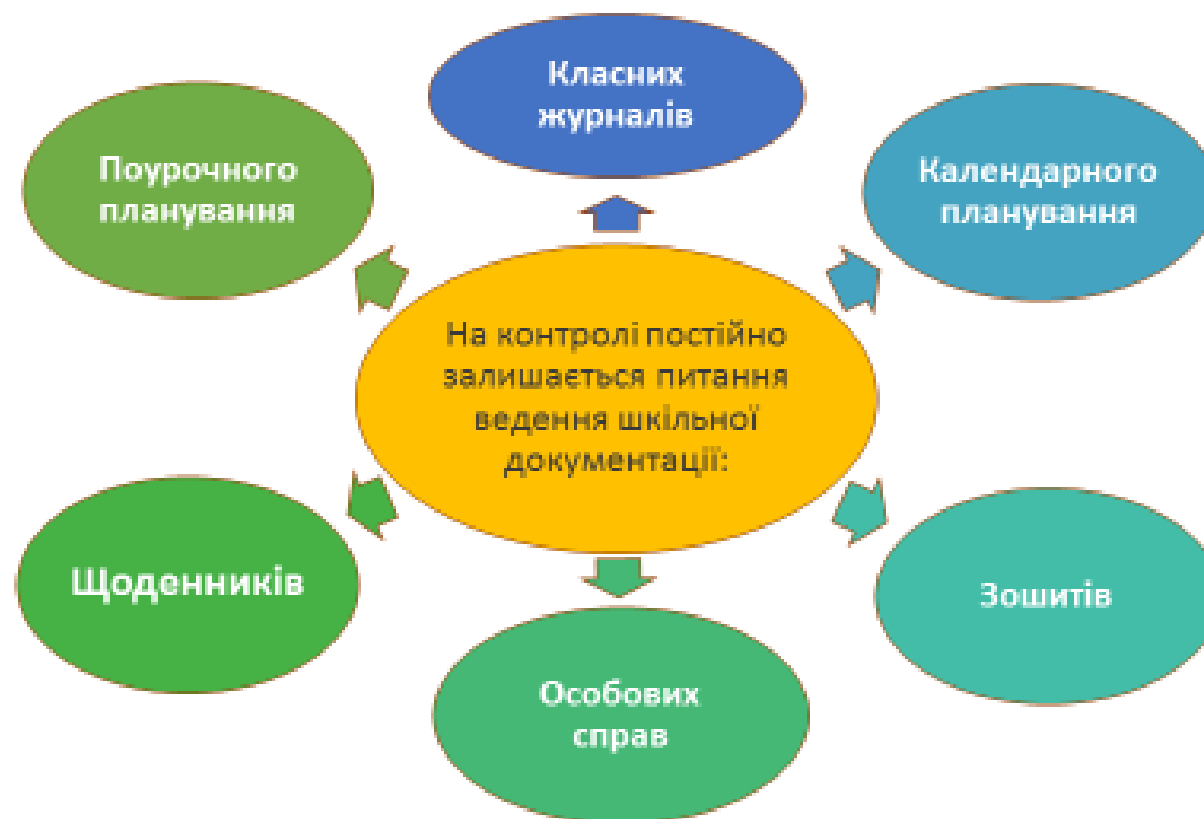 Класних
журналів
Поурочного
планування
Календарного
планування
На контролі постійно
залишається питання
ведення шкільної
документації:
Щоденників
Зошитів
Особових
справ